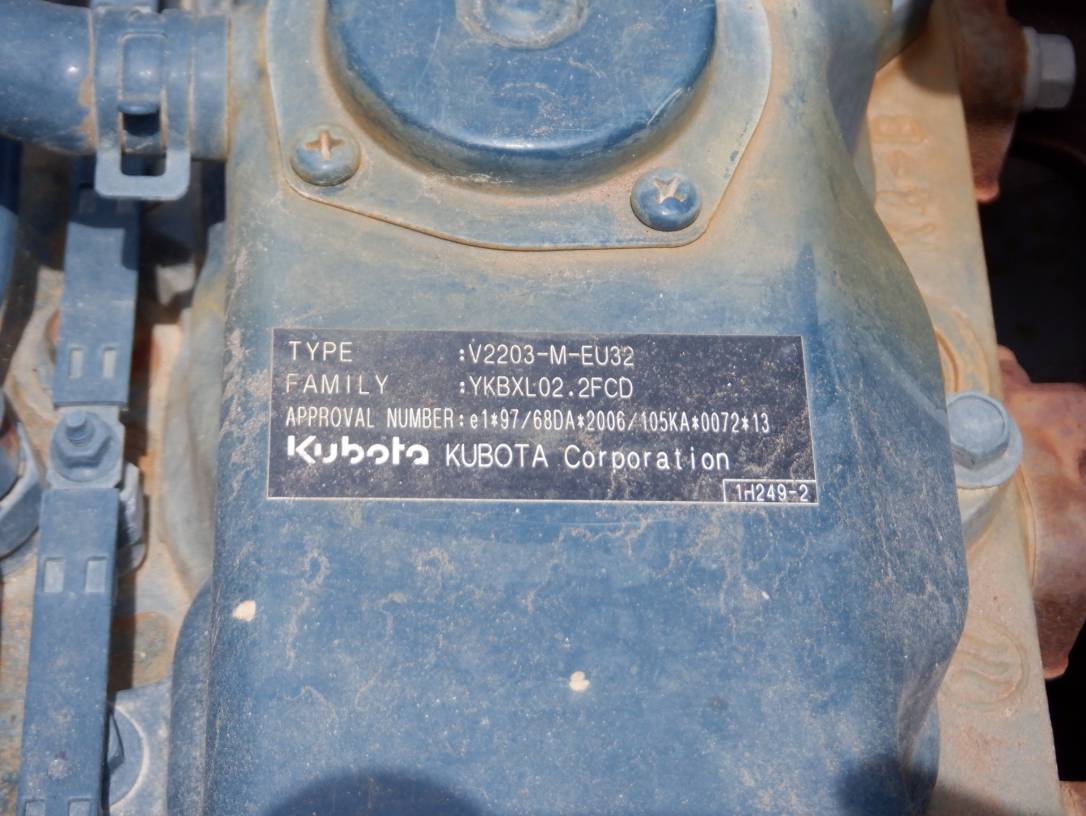 TYPE :V2203-M-EU32
FAMILY :YKBXL02.2FCD
APPROVAL NUMBER:e1*97/68DA*2006/105KA*0072*13
Kubota KUBOTA Corporation
1H249-2